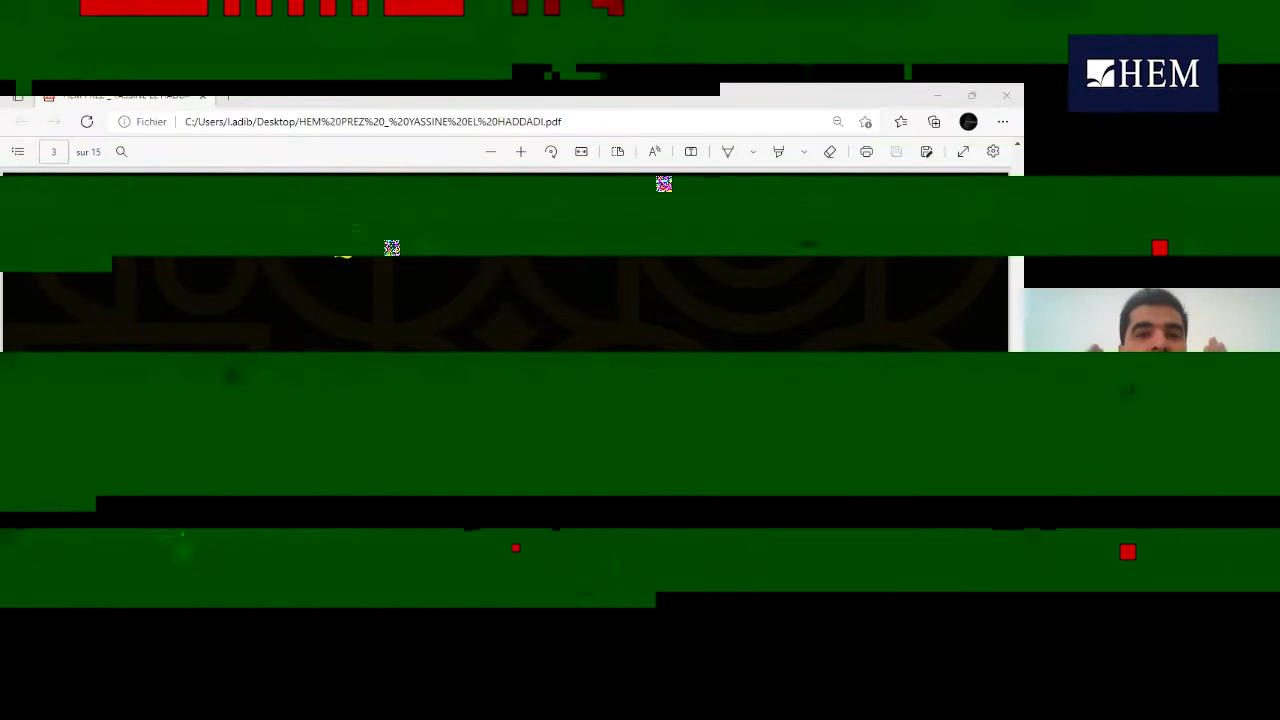 HEM
Fichier C:/Users/l.adib/Desktop/HEM%20PREZ%20_%20YASSINE%20EL%20HADDADI.pdf
3 sur 15